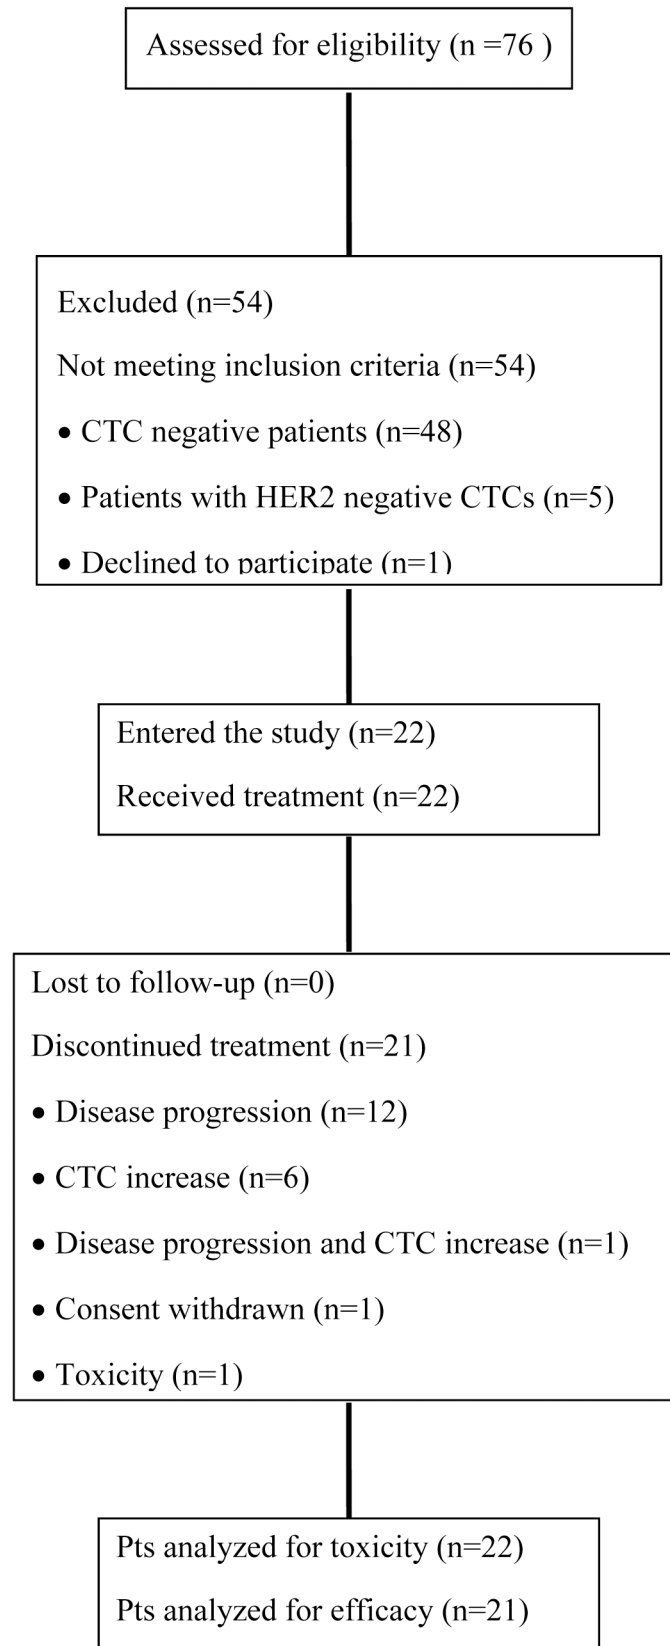 Assessed for eligibility (n =76 )
Excluded (n=54)
Not meeting inclusion criteria (n=54)
• CTC negative patients (n=48)
• Patients with HER2 negative CTCs (n=5)
• Declined to participate (n=1)
Entered the study (n=22)
Received treatment (n=22)
Lost to follow-up (n=0)
Discontinued treatment (n=21)
• Disease progression (n=12)
• CTC increase (n=6)
• Disease progression and CTC increase (n=1)
• Consent withdrawn (n=1)
• Toxicity (n=1)
Pts analyzed for toxicity (n=22)
Pts analyzed for efficacy (n=21)